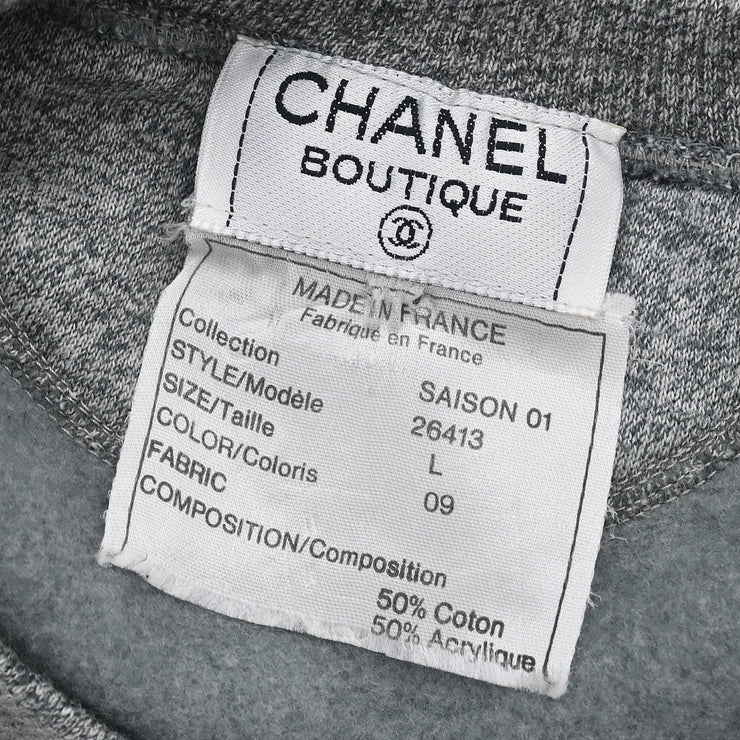 CHANEL
BOUTIQUE
MADE IN FRANCE
Fabriqué en France
Collection SAISON 01
STYLE/Modèle 26413
SIZE/Taille L
COLOR/Coloris 09
FABRIC
COMPOSITION/Composition
50% Coton
50% Acrylique